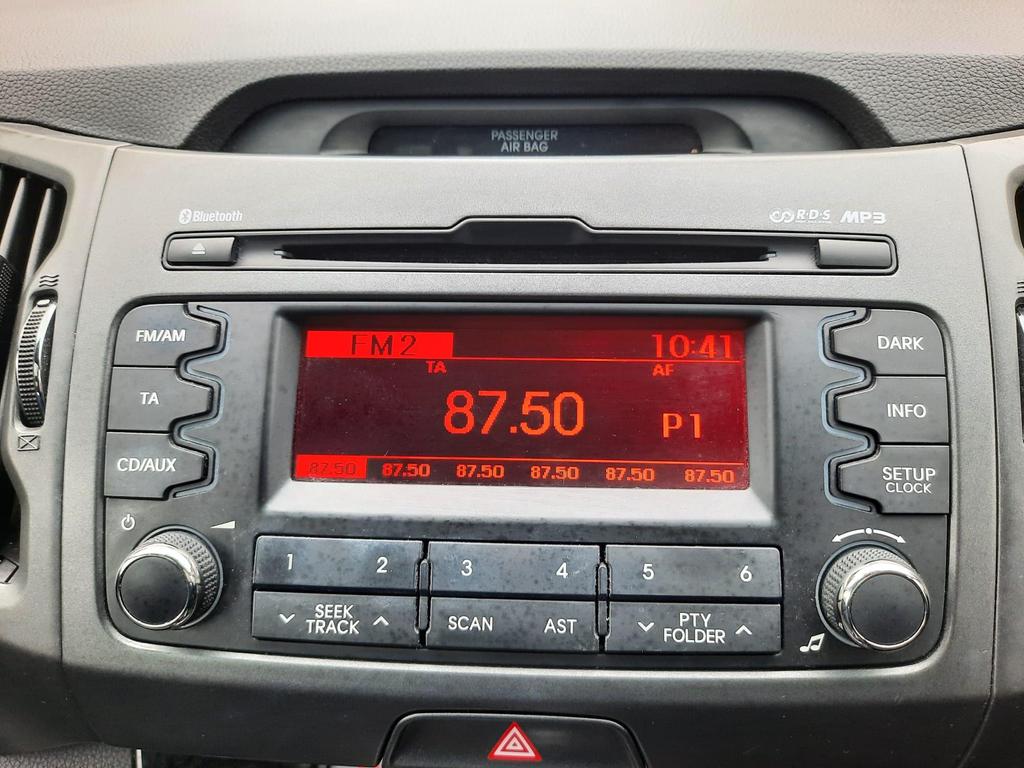 PASSENGER
AIR BAG
Bluetooth
R·D·S MP3
FM/AM
TA
CD/AUX
FM2 10:41
TA AF
87.50 P1
87.50 87.50 87.50 87.50 87.50 87.50
DARK
INFO
SETUP
CLOCK
1 2 3 4 5 6
SEEK
TRACK
SCAN AST
PTY
FOLDER